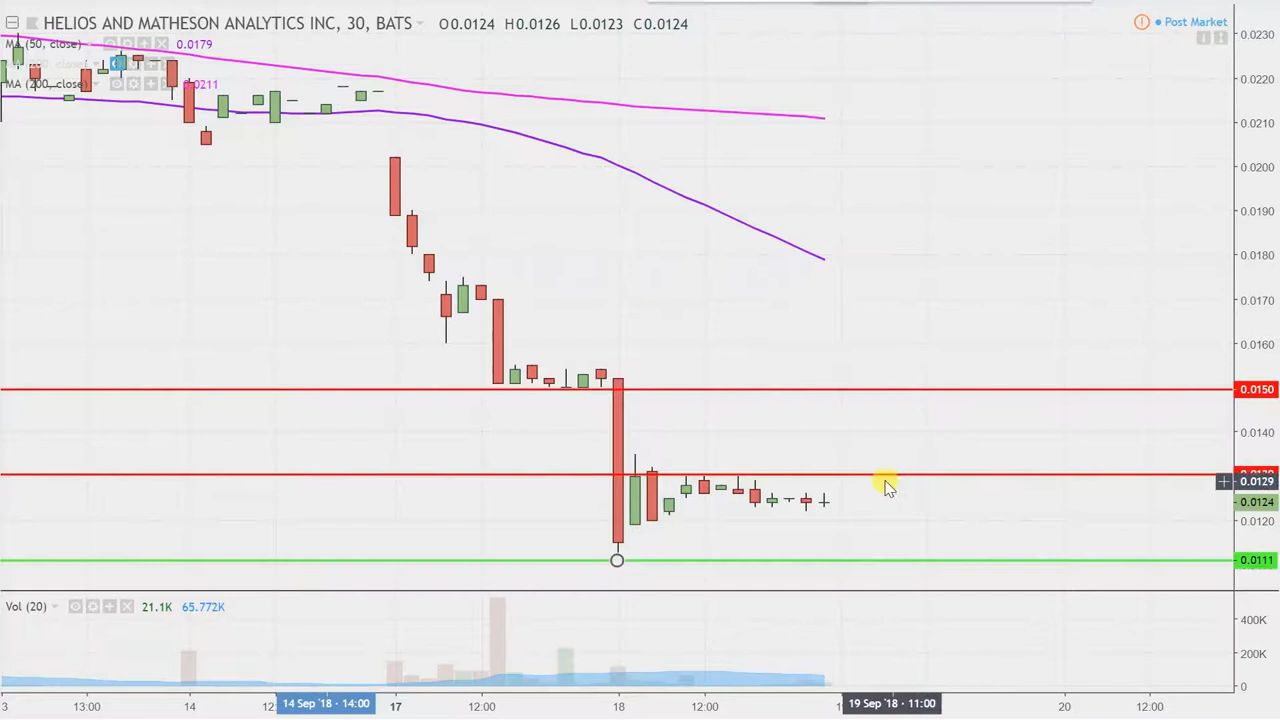 HELIOS AND MATHESON ANALYTICS INC, 30, BATS O0.0124 H0.0126 L0.0123 C0.0124
Post Market
MA (50, close) 0.0179
MA (200, close) 0.0211
0.0230
0.0220
0.0210
0.0200
0.0190
0.0180
0.0170
0.0160
0.0150
0.0140
0.0129
0.0124
0.0120
0.0111
Vol (20) 21.1K 65.772K
400K
200K
0
3 13:00 14 14 Sep '18 - 14:00 17 12:00 18 12:00 19 Sep '18 - 11:00 20 12:00